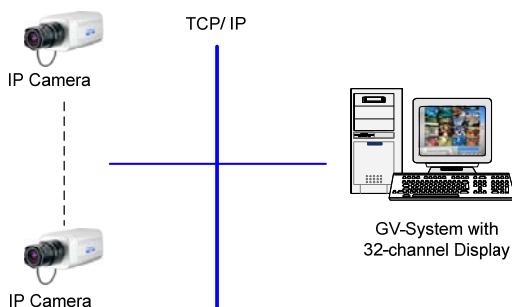 TCP/ IP
IP Camera
GV-System with
32-channel Display
IP Camera